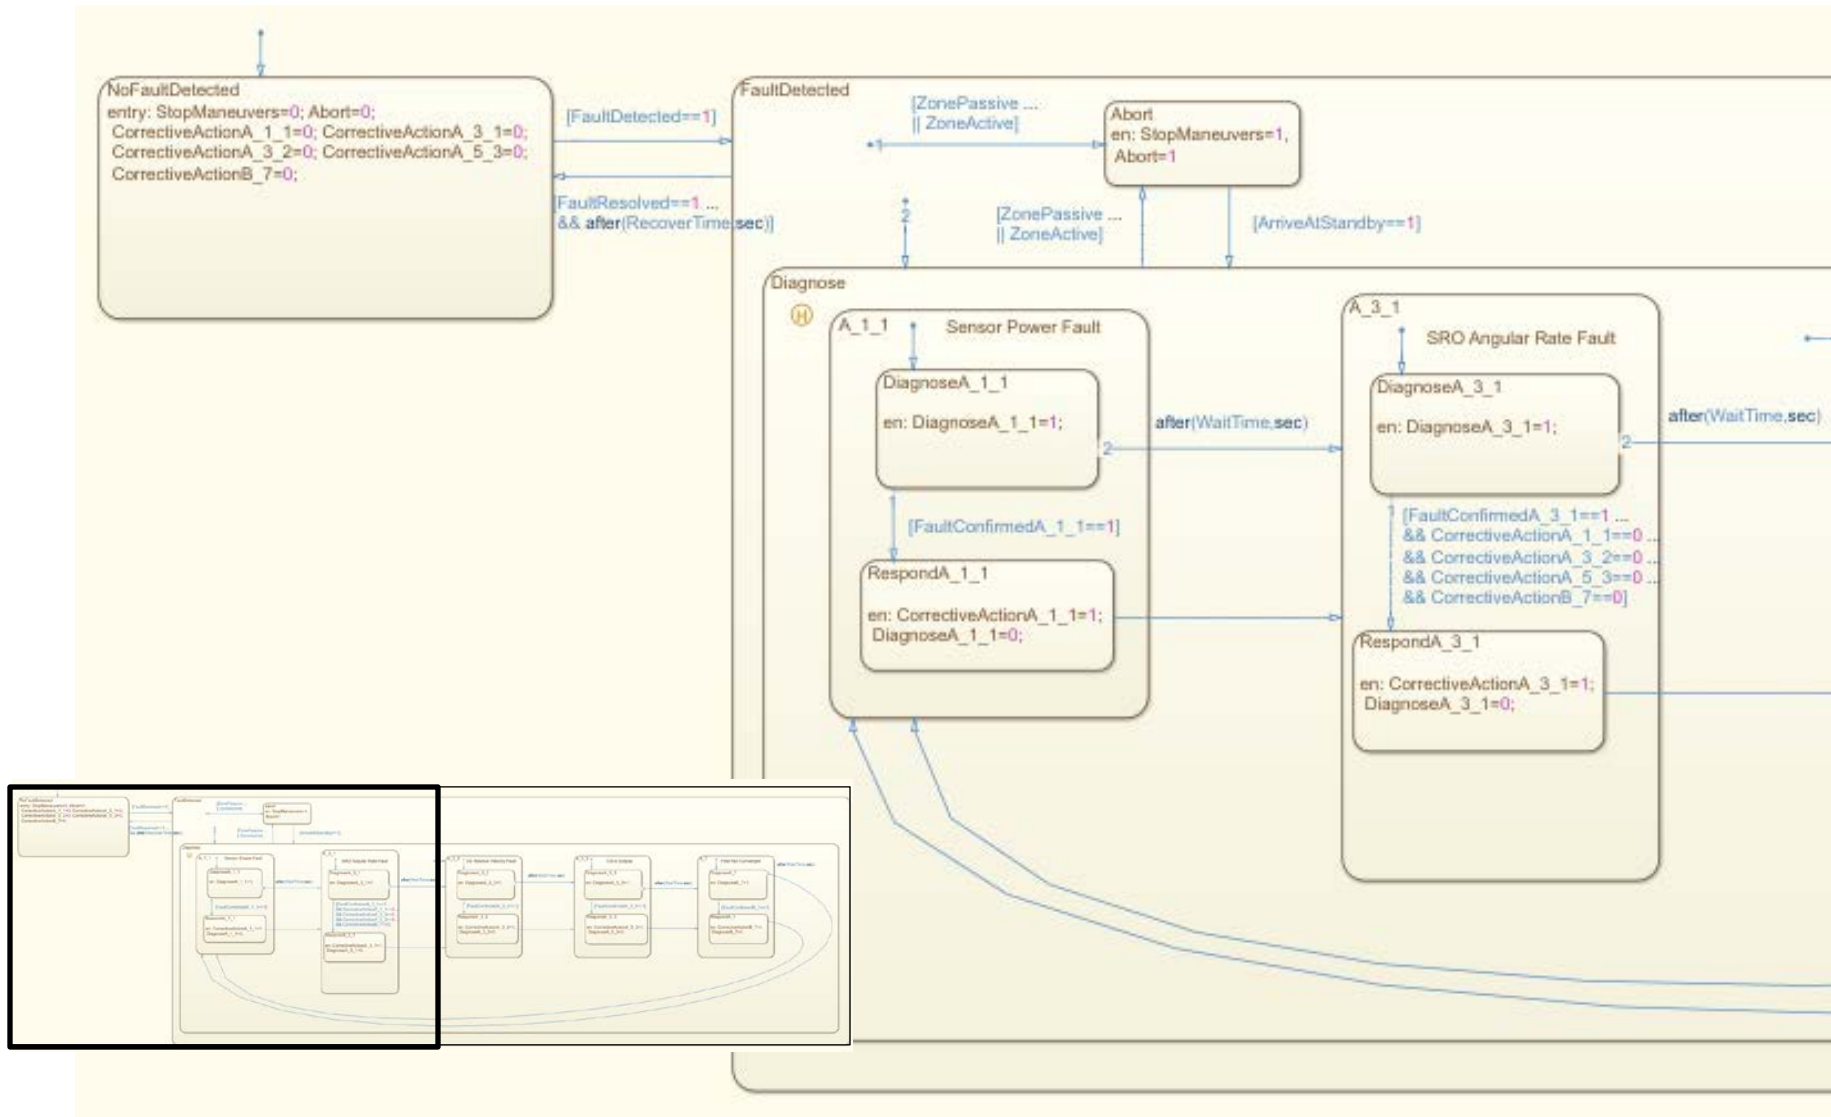 NoFaultDetected
entry: StopManeuvers=0; Abort=0;
CorrectiveActionA_1_1=0; CorrectiveActionA_3_1=0;
CorrectiveActionA_3_2=0; CorrectiveActionA_5_3=0;
CorrectiveActionB_7=0;
[FaultDetected==1]
[FaultResolved==1 ...
&& after(RecoverTime,sec)]
FaultDetected
[ZonePassive ...
|| ZoneActive]
1
Abort
en: StopManeuvers=1,
Abort=1
2
[ZonePassive ...
|| ZoneActive]
[ArriveAtStandby==1]
Diagnose
H
A_1_1
Sensor Power Fault
DiagnoseA_1_1
en: DiagnoseA_1_1=1;
2
after(WaitTime,sec)
1
[FaultConfirmedA_1_1==1]
RespondA_1_1
en: CorrectiveActionA_1_1=1;
DiagnoseA_1_1=0;
A_3_1
SRO Angular Rate Fault
DiagnoseA_3_1
en: DiagnoseA_3_1=1;
2
after(WaitTime,sec)
1
[FaultConfirmedA_3_1==1 ...
&& CorrectiveActionA_1_1==0 ...
&& CorrectiveActionA_3_2==0 ...
&& CorrectiveActionA_5_3==0 ...
&& CorrectiveActionB_7==0]
RespondA_3_1
en: CorrectiveActionA_3_1=1;
DiagnoseA_3_1=0;